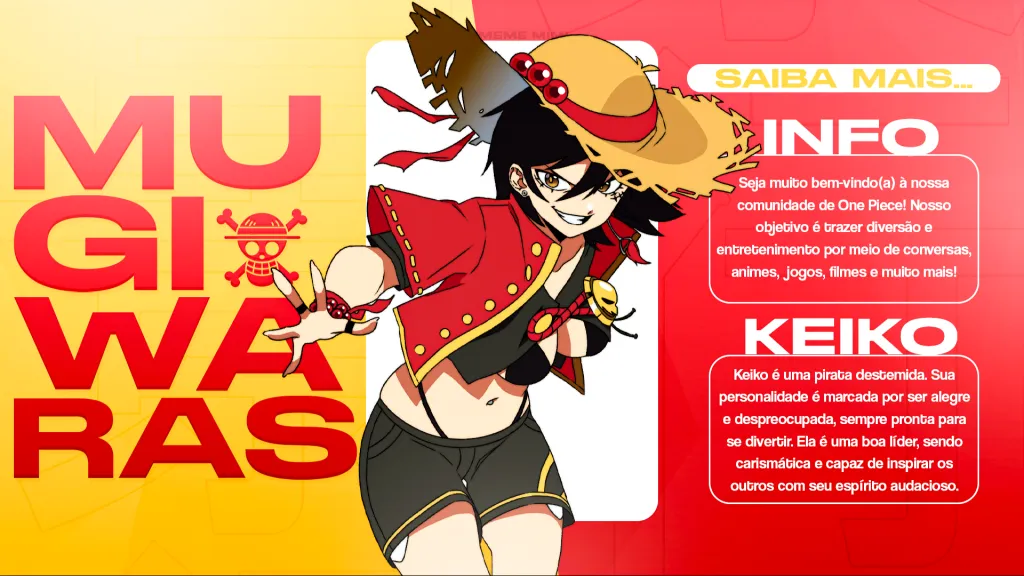 MU
GI
WA
RAS
SAIBA MAIS...
INFO
Seja muito bem-vindo(a) à nossa
comunidade de One Piece! Nosso
objetivo é trazer diversão e
entretenimento por meio de conversas,
animes, jogos, filmes e muito mais!
KEIKO
Keiko é uma pirata destemida. Sua
personalidade é marcada por ser alegre
e despreocupada, sempre pronta para
se divertir. Ela é uma boa líder, sendo
carismática e capaz de inspirar os
outros com seu espírito audacioso.